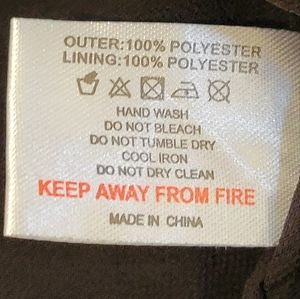 OUTER:100% POLYESTER
LINING:100% POLYESTER
HAND WASH
DO NOT BLEACH
DO NOT TUMBLE DRY
COOL IRON
DO NOT DRY CLEAN
KEEP AWAY FROM FIRE
MADE IN CHINA